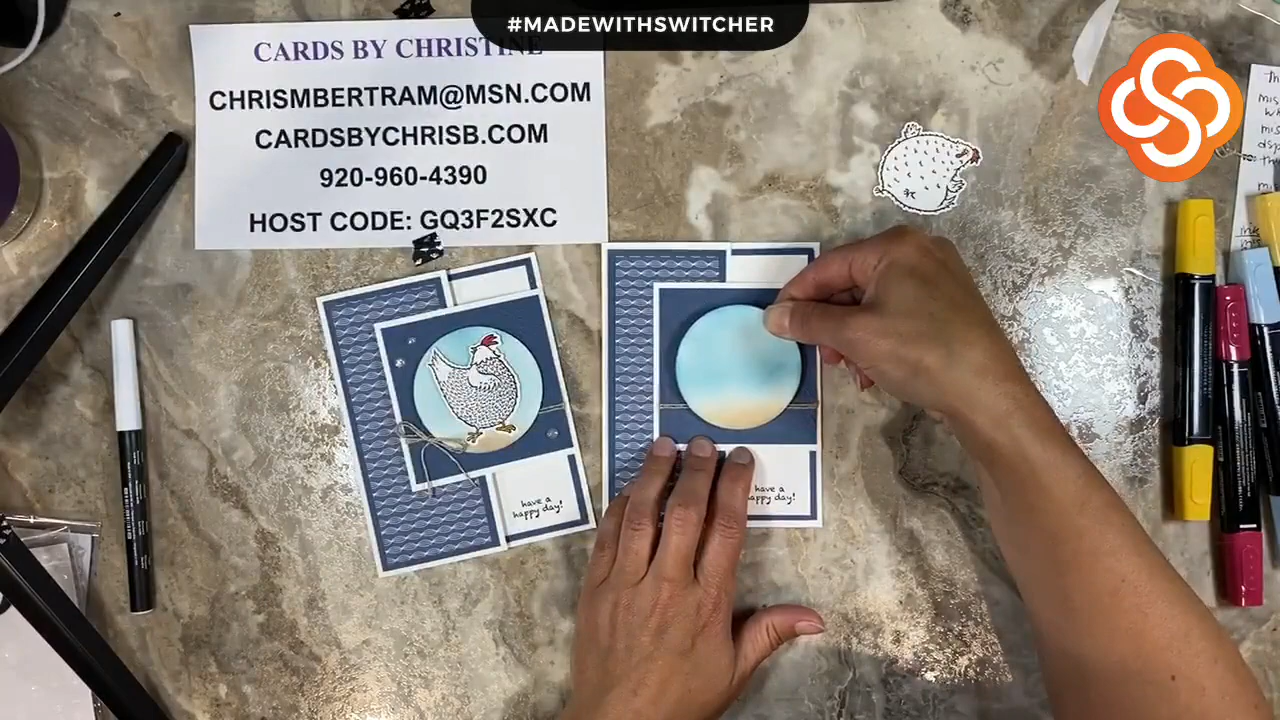 #MADEWITHSWITCHER
CARDS BY CHRISTINE
CHRISMBERTRAM@MSN.COM
CARDSBYCHRISB.COM
920-960-4390
HOST CODE: GQ3F2SXC
have a
happy day!
have a
happy day!